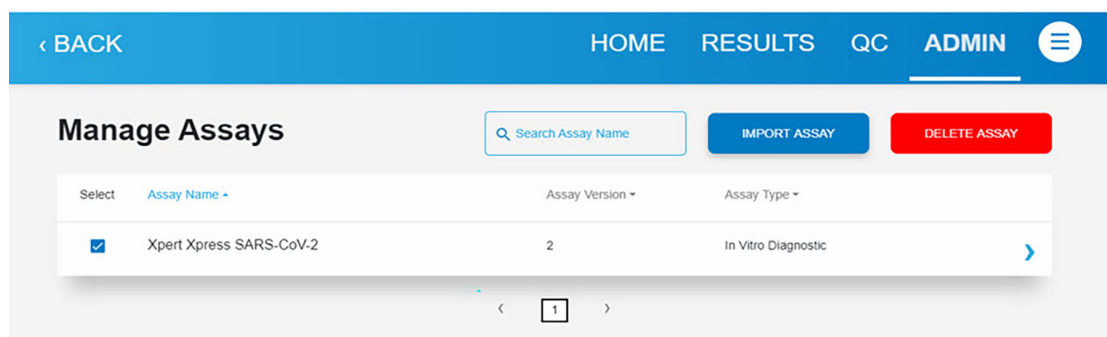 ‹ BACK HOME RESULTS QC ADMIN
Manage Assays Search Assay Name IMPORT ASSAY DELETE ASSAY
Select Assay Name Assay Version Assay Type
Xpert Xpress SARS-CoV-2 2 In Vitro Diagnostic ›
‹ 1 ›